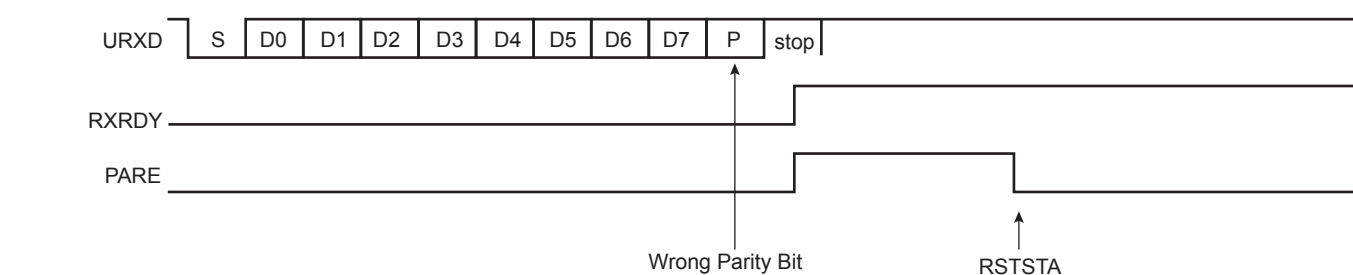 URXD S D0 D1 D2 D3 D4 D5 D6 D7 P stop
RXRDY
PARE
Wrong Parity Bit
RSTSTA